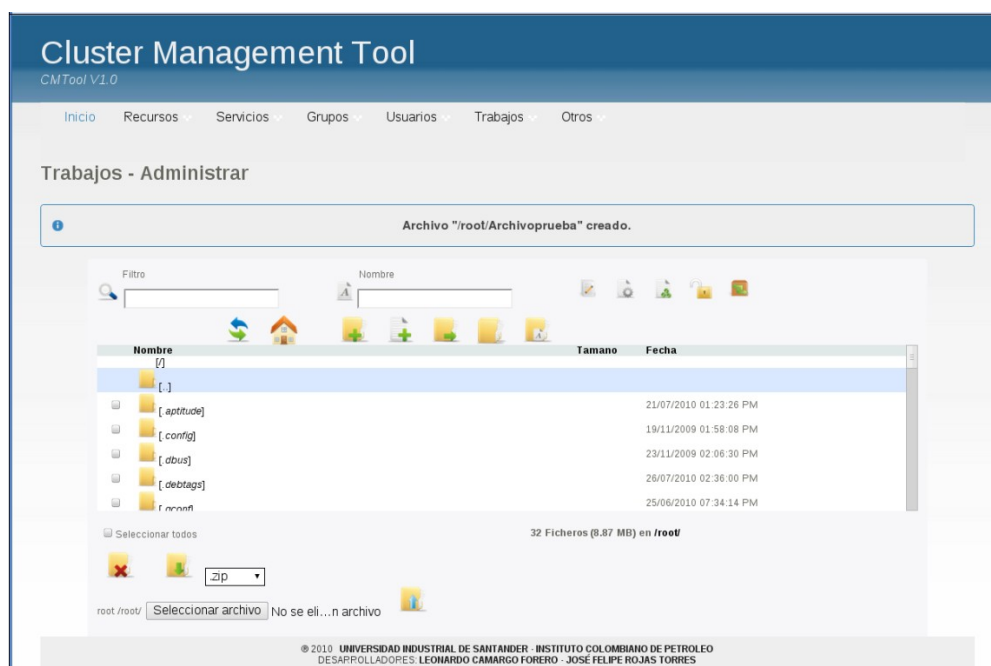 Cluster Management Tool
CMTool V1.0
Inicio Recursos Servicios Grupos Usuarios Trabajos Otros
Trabajos - Administrar
Archivo "/root/Archivoprueba" creado.
Filtro Nombre
Nombre Tamano Fecha
[/]
[..]
[.aptitude] 21/07/2010 01:23:26 PM
[.config] 19/11/2009 01:58:08 PM
[.dbus] 23/11/2009 02:06:30 PM
[.debtags] 26/07/2010 02:36:00 PM
[.gconf] 25/06/2010 07:34:14 PM
Seleccionar todos 32 Ficheros (8.87 MB) en /root/
.zip
root /root/ Seleccionar archivo No se eli...n archivo
® 2010 UNIVERSIDAD INDUSTRIAL DE SANTANDER - INSTITUTO COLOMBIANO DE PETROLEO
DESARROLLADORES: LEONARDO CAMARGO FORERO - JOSÉ FELIPE ROJAS TORRES